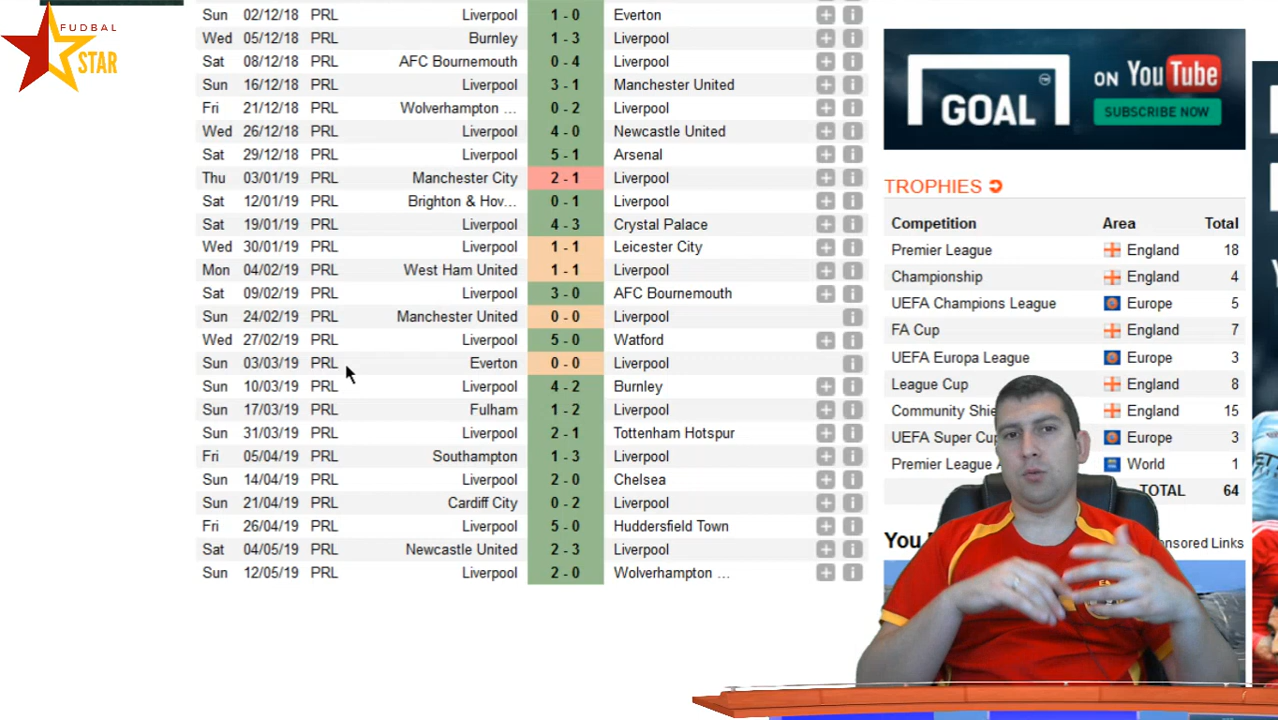 FUDBAL
STAR
Sun 02/12/18 PRL Liverpool 1 - 0 Everton
Wed 05/12/18 PRL Burnley 1 - 3 Liverpool
Sat 08/12/18 PRL AFC Bournemouth 0 - 4 Liverpool
Sun 16/12/18 PRL Liverpool 3 - 1 Manchester United
Fri 21/12/18 PRL Wolverhampton ... 0 - 2 Liverpool
Wed 26/12/18 PRL Liverpool 4 - 0 Newcastle United
Sat 29/12/18 PRL Liverpool 5 - 1 Arsenal
Thu 03/01/19 PRL Manchester City 2 - 1 Liverpool
Sat 12/01/19 PRL Brighton & Hov... 0 - 1 Liverpool
Sat 19/01/19 PRL Liverpool 4 - 3 Crystal Palace
Wed 30/01/19 PRL Liverpool 1 - 1 Leicester City
Mon 04/02/19 PRL West Ham United 1 - 1 Liverpool
Sat 09/02/19 PRL Liverpool 3 - 0 AFC Bournemouth
Sun 24/02/19 PRL Manchester United 0 - 0 Liverpool
Wed 27/02/19 PRL Liverpool 5 - 0 Watford
Sun 03/03/19 PRL Everton 0 - 0 Liverpool
Sun 10/03/19 PRL Liverpool 4 - 2 Burnley
Sun 17/03/19 PRL Fulham 1 - 2 Liverpool
Sun 31/03/19 PRL Liverpool 2 - 1 Tottenham Hotspur
Fri 05/04/19 PRL Southampton 1 - 3 Liverpool
Sun 14/04/19 PRL Liverpool 2 - 0 Chelsea
Sun 21/04/19 PRL Cardiff City 0 - 2 Liverpool
Fri 26/04/19 PRL Liverpool 5 - 0 Huddersfield Town
Sat 04/05/19 PRL Newcastle United 2 - 3 Liverpool
Sun 12/05/19 PRL Liverpool 2 - 0 Wolverhampton ...
GOAL
ON YouTube
SUBSCRIBE NOW
TROPHIES
Competition Area Total
Premier League England 18
Championship England 4
UEFA Champions League Europe 5
FA Cup England 7
UEFA Europa League Europe 3
League Cup England 8
Community Shie England 15
UEFA Super Cup Europe 3
Premier League A World 1
TOTAL 64
You
onsored Links